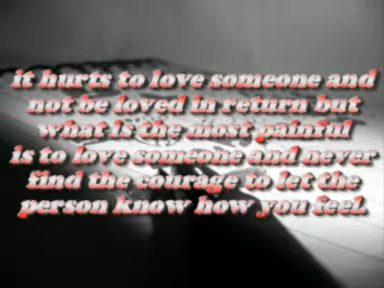 it hurts to love someone and
not be loved in return but
what is the most painful
is to love someone and never
find the courage to let the
person know how you feel.